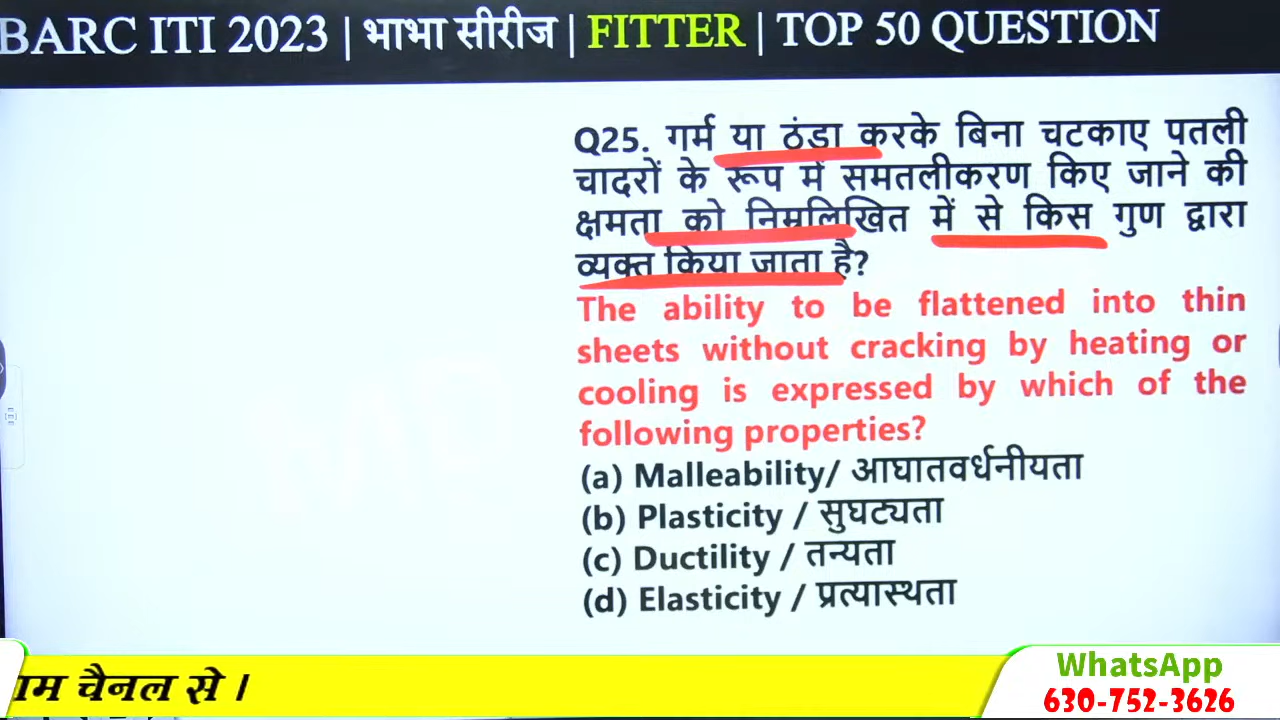 BARC ITI 2023 | भाभा सीरीज | FITTER | TOP 50 QUESTION
Q25. गर्म या ठंडा करके बिना चटकाए पतली
चादरों के रूप में समतलीकरण किए जाने की
क्षमता को निम्नलिखित में से किस गुण द्वारा
व्यक्त किया जाता है?
The ability to be flattened into thin
sheets without cracking by heating or
cooling is expressed by which of the
following properties?
(a) Malleability/ आघातवर्धनीयता
(b) Plasticity / सुघट्यता
(c) Ductility / तन्यता
(d) Elasticity / प्रत्यास्थता
चैनल से ।
WhatsApp
630-752-3626